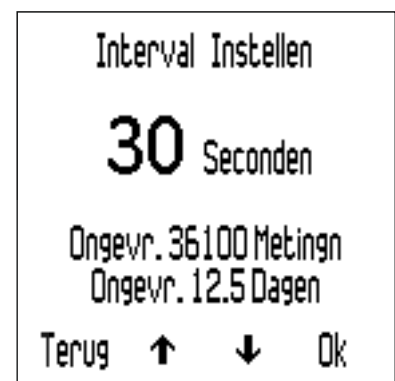 Interval Instellen
30 Seconden
Ongevr. 36100 Metingn
Ongevr. 12.5 Dagen
Terug ↑ ↓ Ok